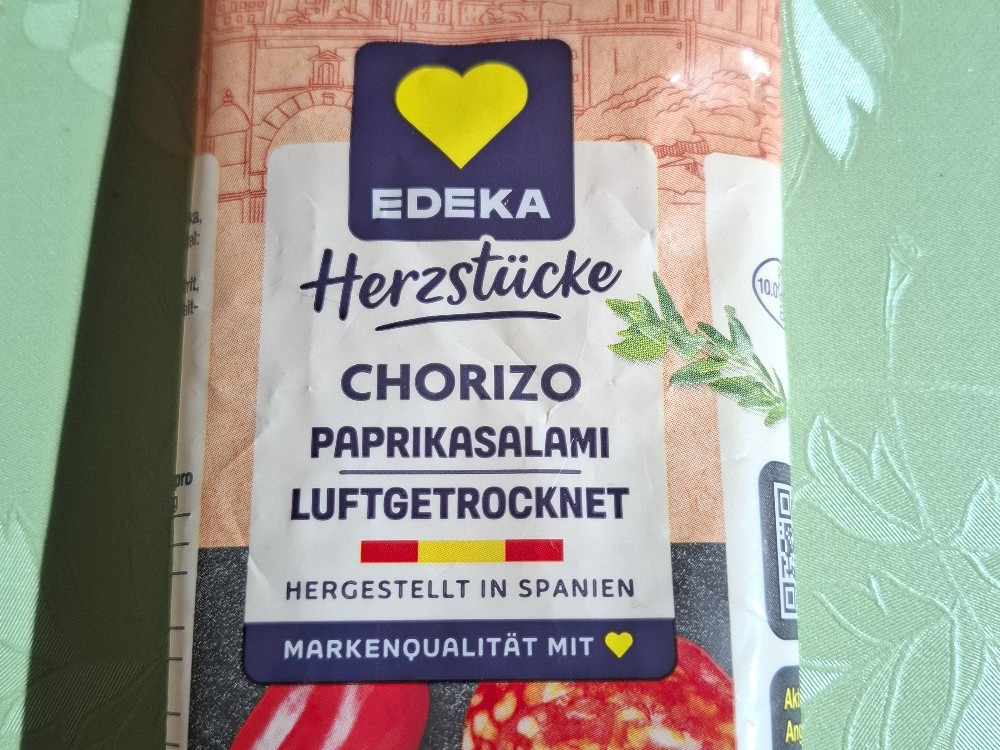 EDEKA
Herzstücke
CHORIZO
PAPRIKASALAMI
LUFTGETROCKNET
HERGESTELLT IN SPANIEN
MARKENQUALITÄT MIT